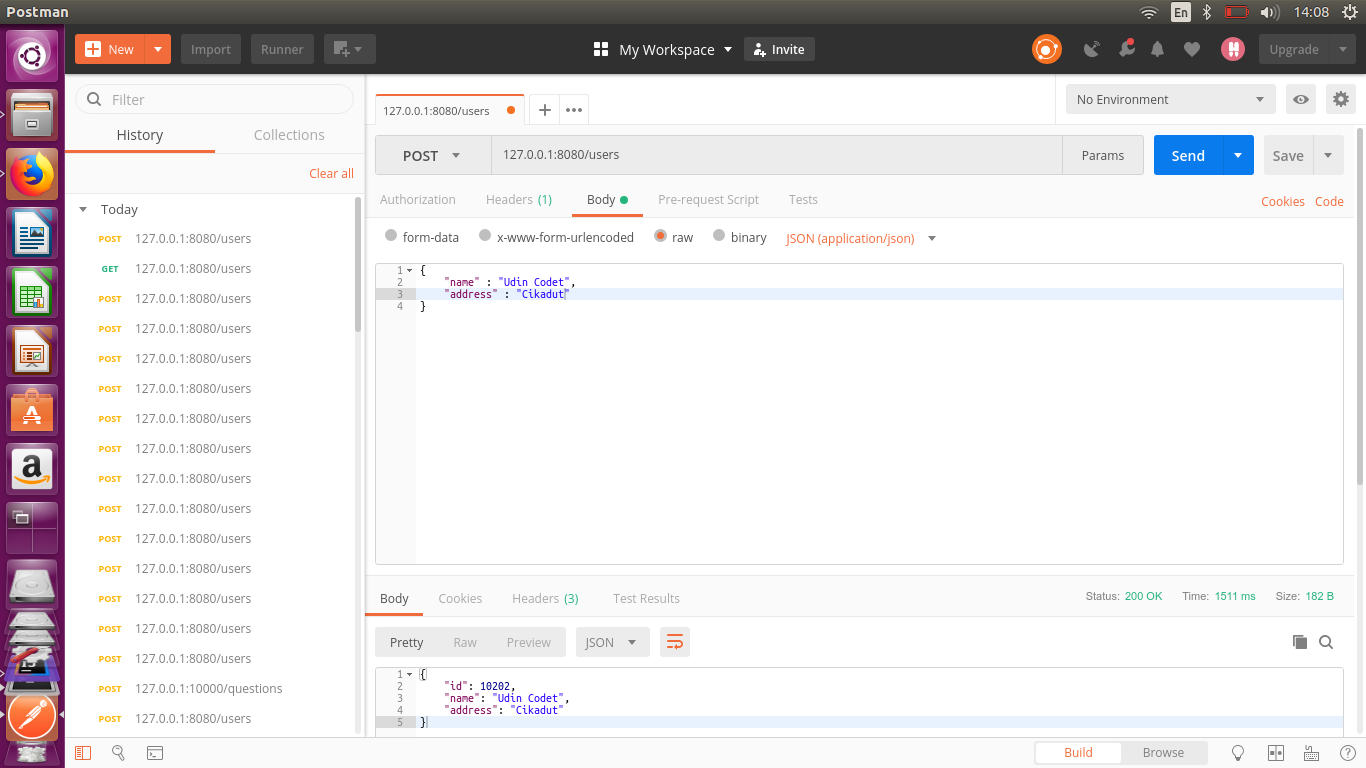 Postman
En
14:08
New
Import
Runner
My Workspace
Invite
Upgrade
Filter
History
Collections
Clear all
Today
POST 127.0.0.1:8080/users
GET 127.0.0.1:8080/users
POST 127.0.0.1:8080/users
POST 127.0.0.1:8080/users
POST 127.0.0.1:8080/users
POST 127.0.0.1:8080/users
POST 127.0.0.1:8080/users
POST 127.0.0.1:8080/users
POST 127.0.0.1:8080/users
POST 127.0.0.1:8080/users
POST 127.0.0.1:8080/users
POST 127.0.0.1:8080/users
POST 127.0.0.1:8080/users
POST 127.0.0.1:8080/users
POST 127.0.0.1:8080/users
POST 127.0.0.1:10000/questions
POST 127.0.0.1:8080/users
127.0.0.1:8080/users
No Environment
POST
127.0.0.1:8080/users
Params
Send
Save
Authorization
Headers (1)
Body
Pre-request Script
Tests
Cookies
Code
form-data
x-www-form-urlencoded
raw
binary
JSON (application/json)
1 {
2 "name" : "Udin Codet",
3 "address" : "Cikadut"
4 }
Body
Cookies
Headers (3)
Test Results
Status: 200 OK
Time: 1511 ms
Size: 182 B
Pretty
Raw
Preview
JSON
1 {
2 "id": 10202,
3 "name": "Udin Codet",
4 "address": "Cikadut"
5 }
Build
Browse